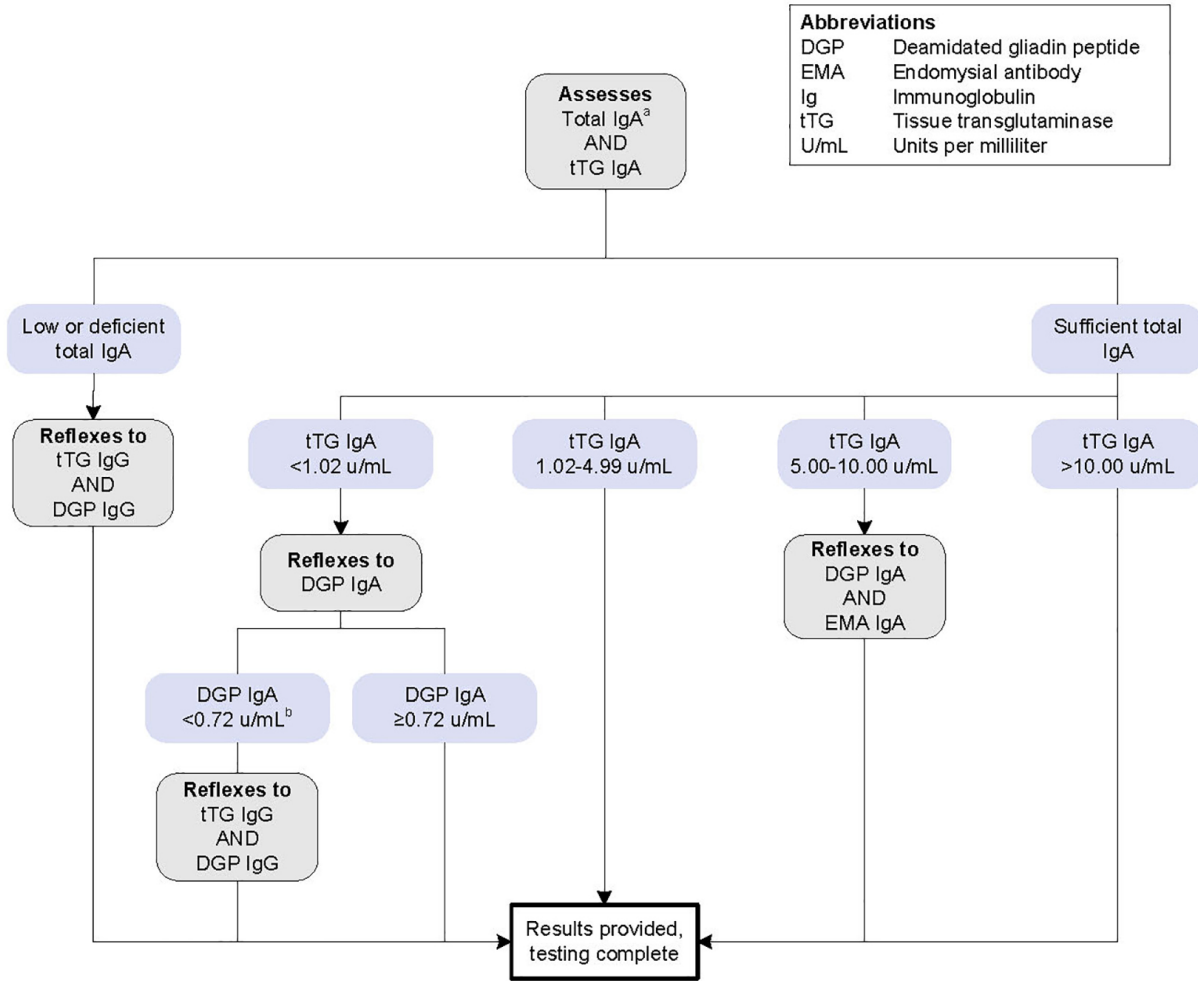 Abbreviations
DGP Deamidated gliadin peptide
EMA Endomysial antibody
Ig Immunoglobulin
tTG Tissue transglutaminase
U/mL Units per milliliter
Assesses
Total IgAᵃ
AND
tTG IgA
Low or deficient
total IgA
Sufficient total
IgA
Reflexes to
tTG IgG
AND
DGP IgG
tTG IgA
<1.02 u/mL
tTG IgA
1.02-4.99 u/mL
tTG IgA
5.00-10.00 u/mL
tTG IgA
>10.00 u/mL
Reflexes to
DGP IgA
Reflexes to
DGP IgA
AND
EMA IgA
DGP IgA
<0.72 u/mLᵇ
DGP IgA
≥0.72 u/mL
Reflexes to
tTG IgG
AND
DGP IgG
Results provided,
testing complete